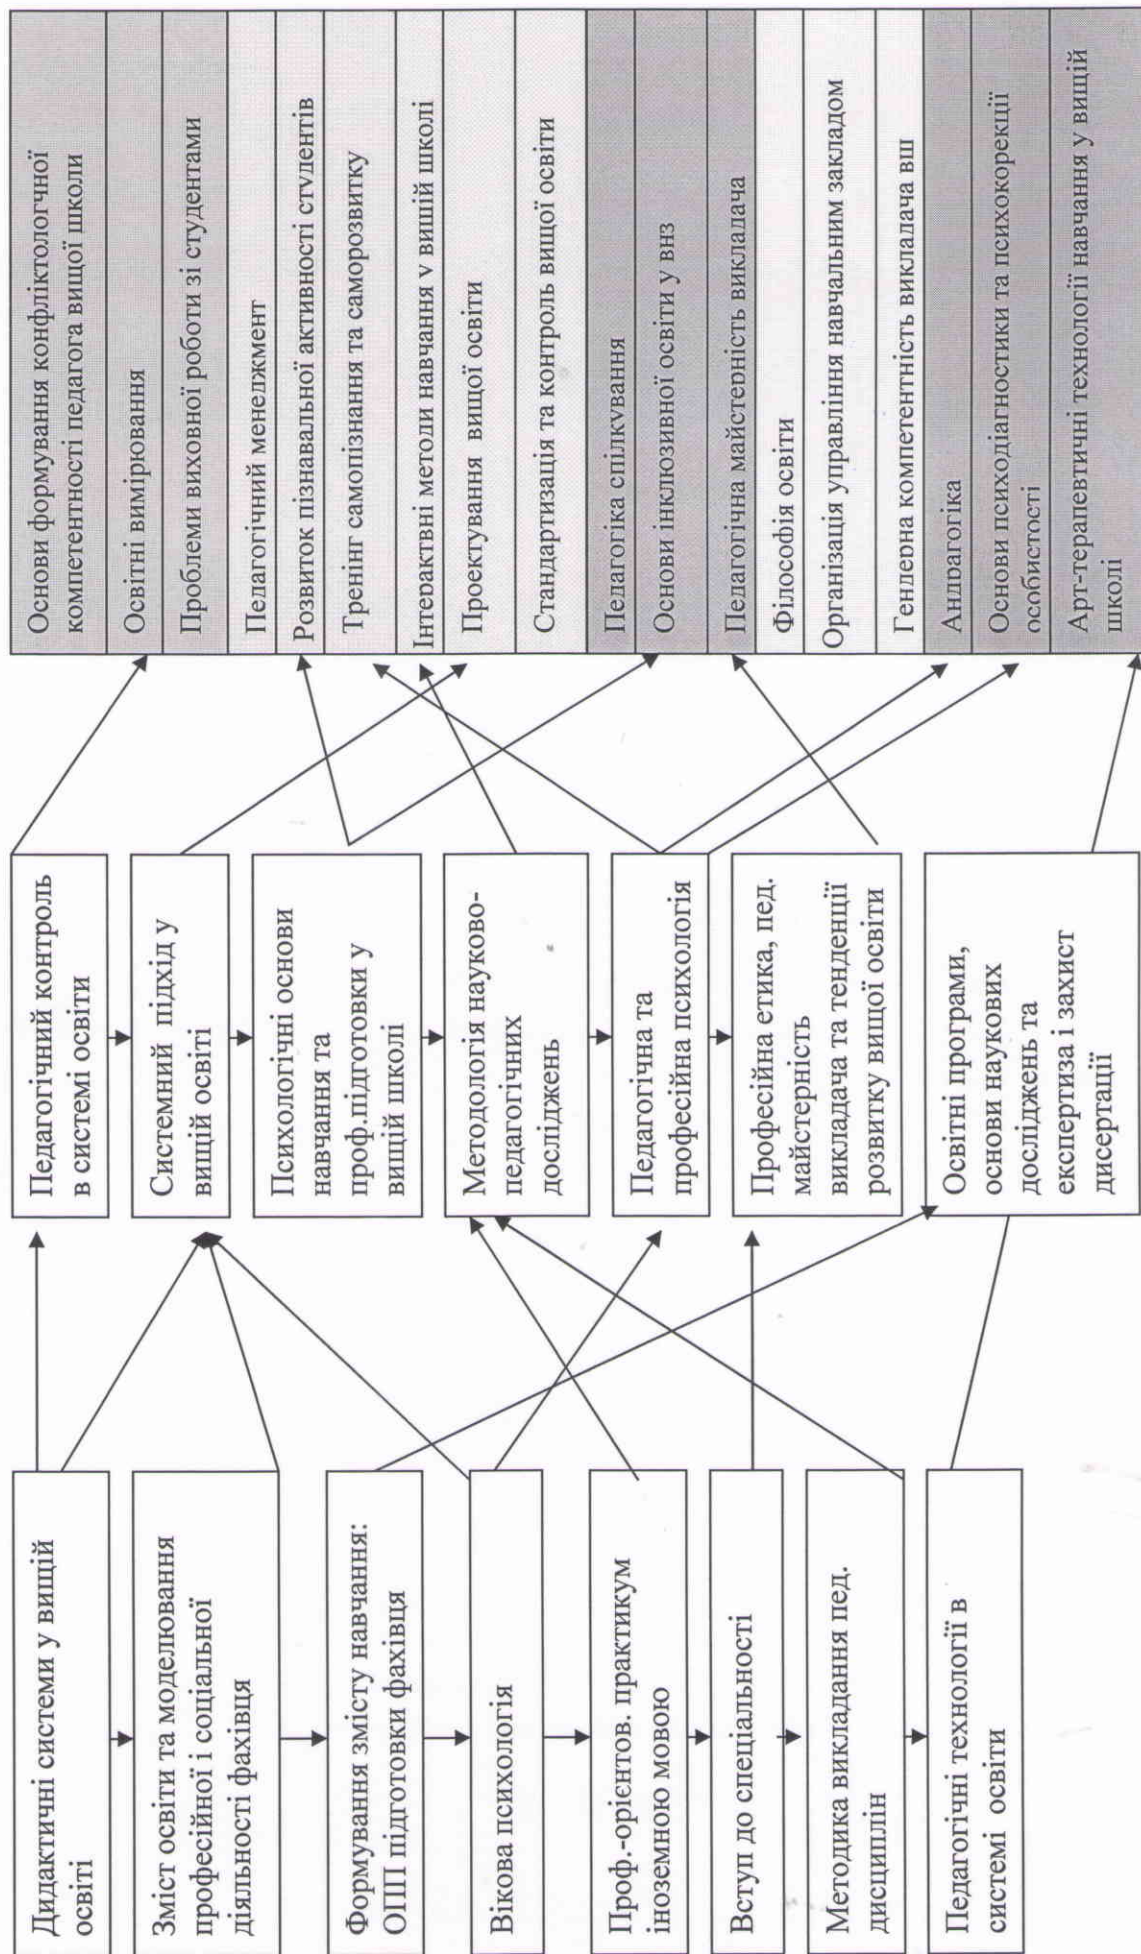 Дидактичні системи у вищій
освіті
Зміст освіти та моделювання
професійної і соціальної
діяльності фахівця
Формування змісту навчання:
ОПП підготовки фахівця
Вікова психологія
Проф.-орієнтов. практикум
іноземною мовою
Вступ до спеціальності
Методика викладання пед.
дисциплін
Педагогічні технології в
системі освіти
Педагогічний контроль
в системі освіти
Системний підхід у
вищій освіті
Психологічні основи
навчання та
проф.підготовки у
вищій школі
Методологія науково-
педагогічних
досліджень
Педагогічна та
професійна психологія
Професійна етика, пед.
майстерність
викладача та тенденції
розвитку вищої освіти
Освітні програми,
основи наукових
досліджень та
експертиза і захист
дисертації
Основи формування конфліктологчної
компетентності педагога вищої школи
Освітні вимірювання
Проблеми виховної роботи зі студентами
Педагогічний менеджмент
Розвиток пізнавальної активності студентів
Тренінг самопізнання та саморозвитку
Інтерактвні методи навчання у вищій школі
Проектування вищої освіти
Стандартизація та контроль вищої освіти
Педагогіка спілкування
Основи інклюзивної освіти у внз
Педагогічна майстерність викладача
Філософія освіти
Організація управління навчальним закладом
Гендерна компетентність викладача вш
Андрагогіка
Основи психодіагностики та психокорекції
особистості
Арт-терапевтичні технології навчання у вищій
школі